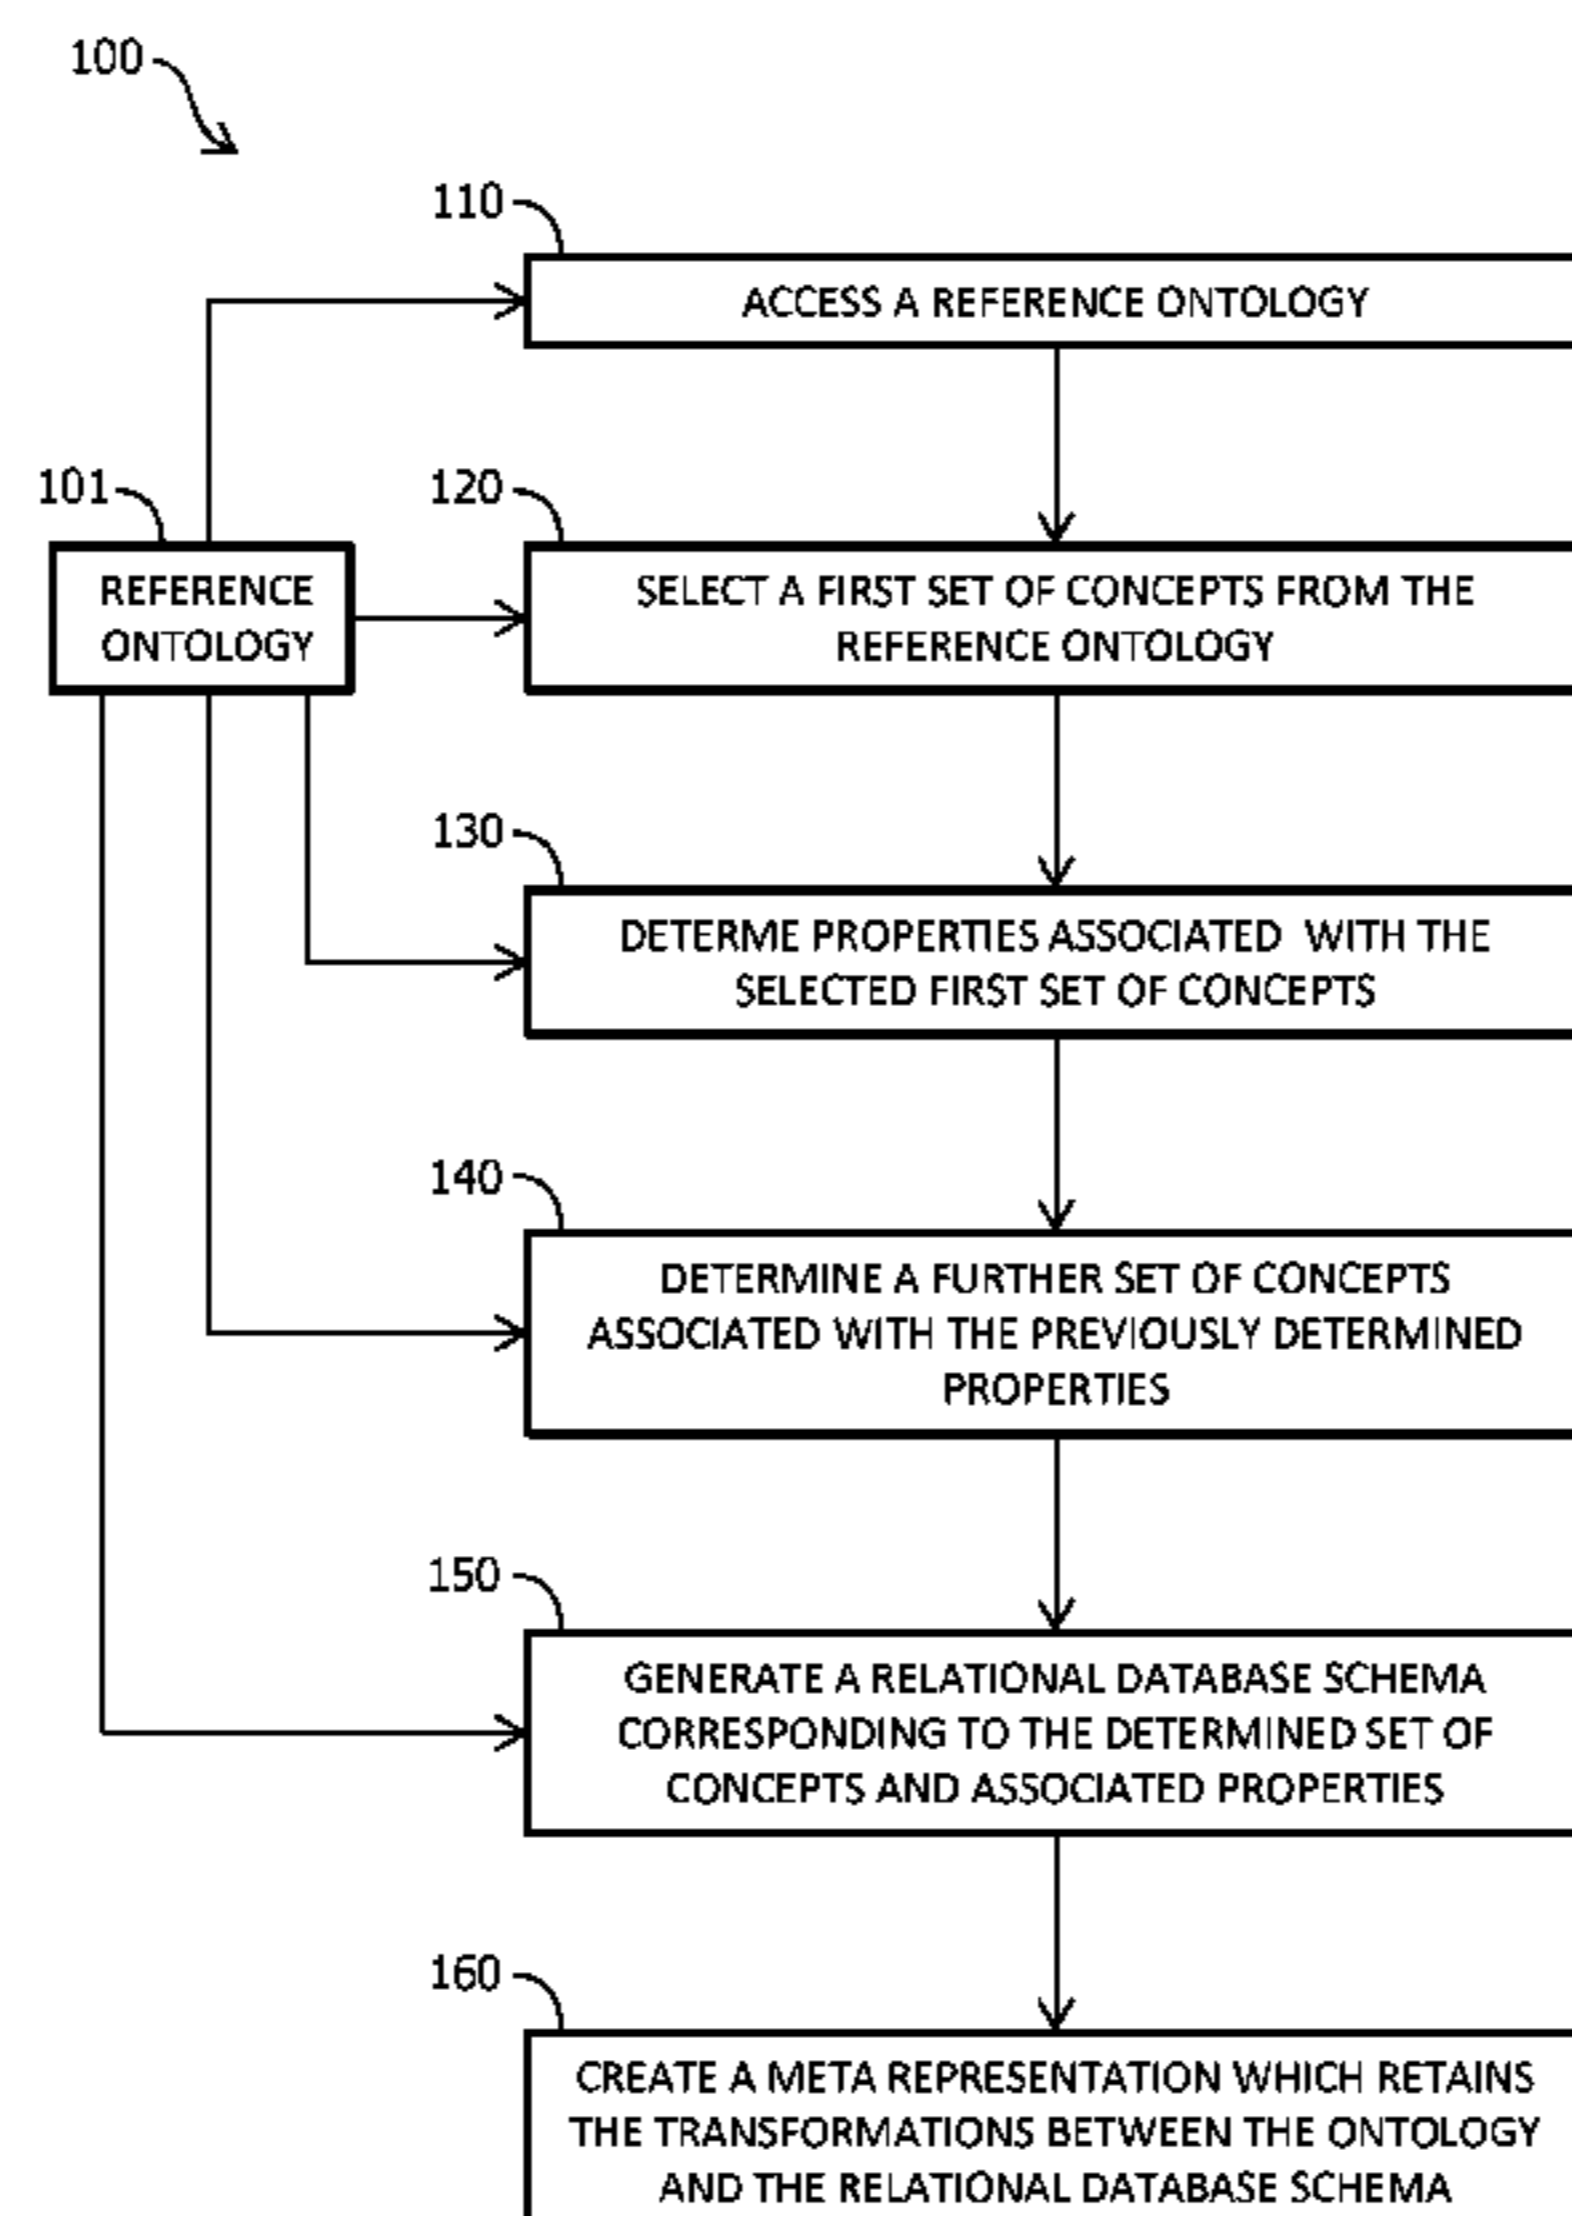 100
110
ACCESS A REFERENCE ONTOLOGY
101
REFERENCE
ONTOLOGY
120
SELECT A FIRST SET OF CONCEPTS FROM THE
REFERENCE ONTOLOGY
130
DETERME PROPERTIES ASSOCIATED WITH THE
SELECTED FIRST SET OF CONCEPTS
140
DETERMINE A FURTHER SET OF CONCEPTS
ASSOCIATED WITH THE PREVIOUSLY DETERMINED
PROPERTIES
150
GENERATE A RELATIONAL DATABASE SCHEMA
CORRESPONDING TO THE DETERMINED SET OF
CONCEPTS AND ASSOCIATED PROPERTIES
160
CREATE A META REPRESENTATION WHICH RETAINS
THE TRANSFORMATIONS BETWEEN THE ONTOLOGY
AND THE RELATIONAL DATABASE SCHEMA